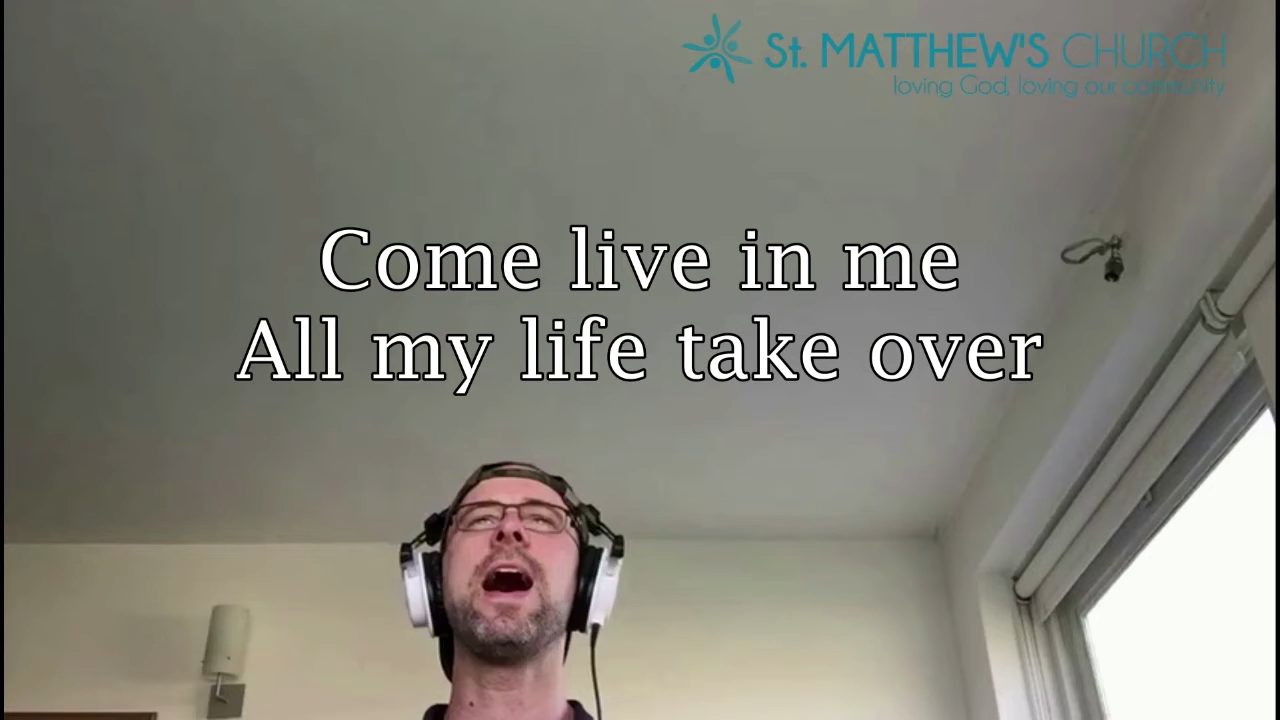 St. MATTHEW'S CHURCH
loving God, loving our community
Come live in me
All my life take over